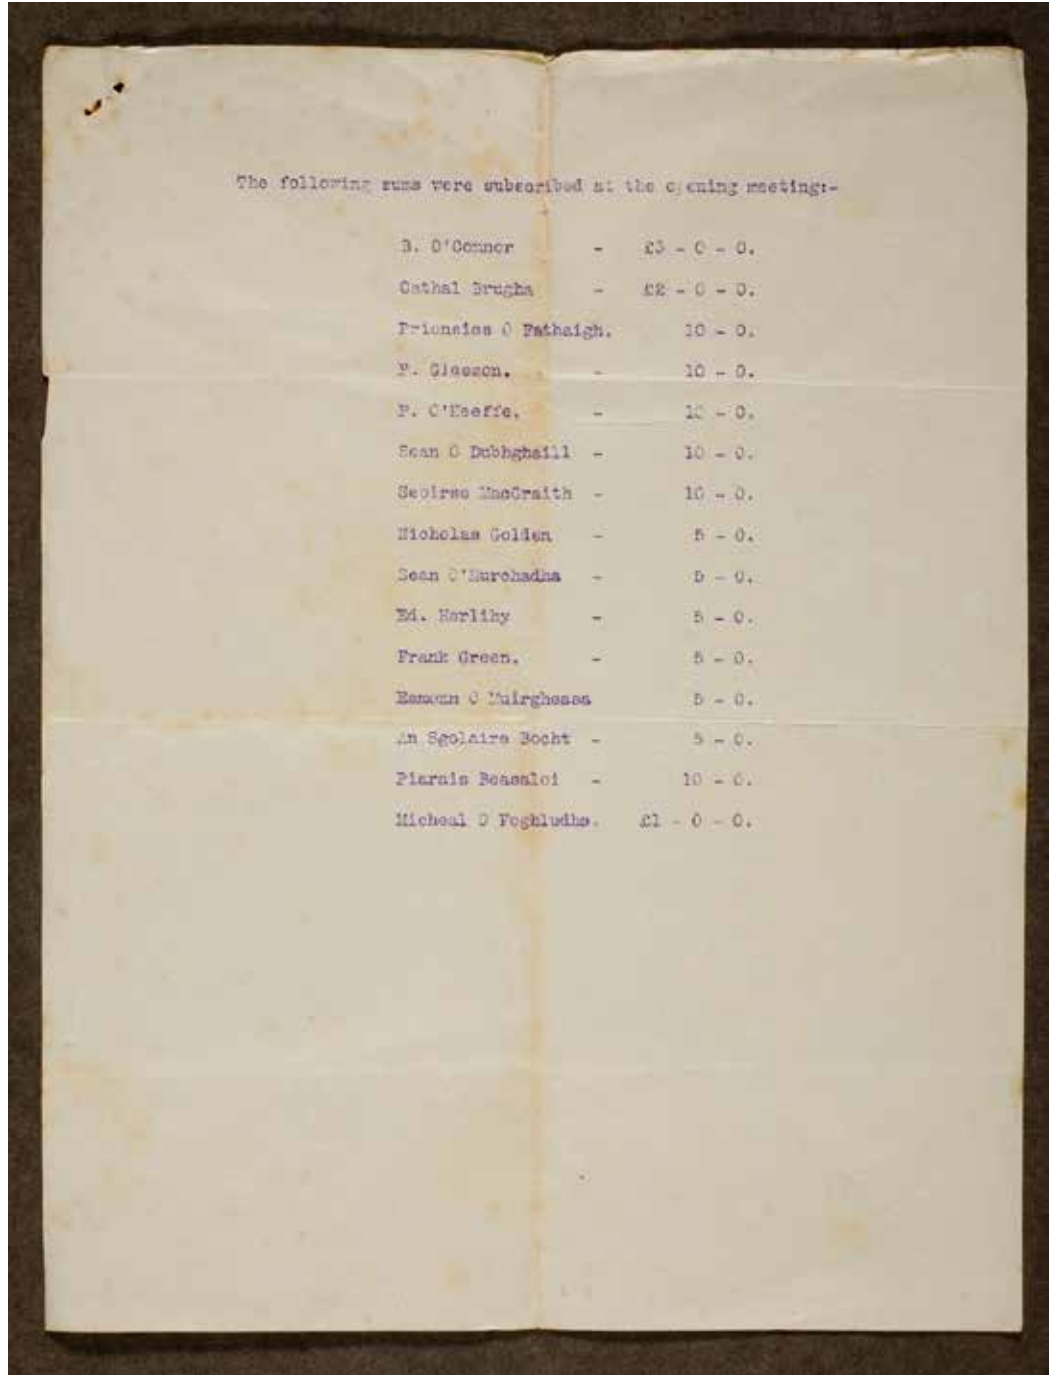 The following sums were subscribed at the opening meeting:-
B. O'Connor - £5 - 0 - 0.
Cathal Brugha - £2 - 0 - 0.
Prionsias O Fathaigh. 10 - 0.
P. Gleeson. - 10 - 0.
P. O'Keeffe. - 10 - 0.
Sean O Dubhghaill - 10 - 0.
Seoirse MacGraith - 10 - 0.
Nicholas Golden - 5 - 0.
Sean O'Murchadha - 5 - 0.
Ed. Herlihy - 5 - 0.
Frank Green. - 5 - 0.
Eamonn O Muirgheasa 5 - 0.
An Sgolaire Bocht - 5 - 0.
Piarais Beasloi - 10 - 0.
Micheal O Foghludha. £1 - 0 - 0.